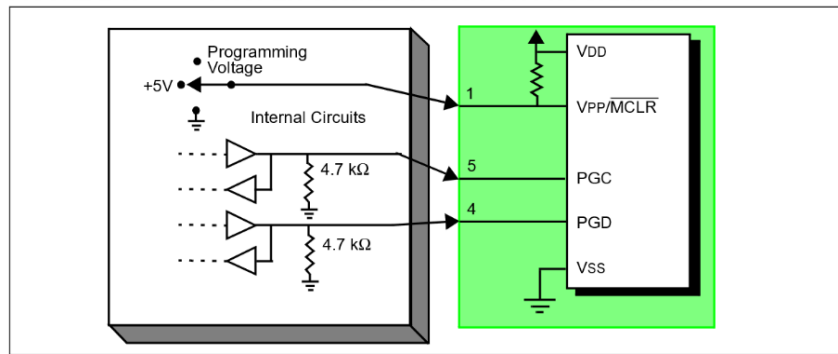 Programming
Voltage
+5V
Internal Circuits
4.7 kΩ
4.7 kΩ
1
5
4
VDD
VPP/MCLR
PGC
PGD
VSS